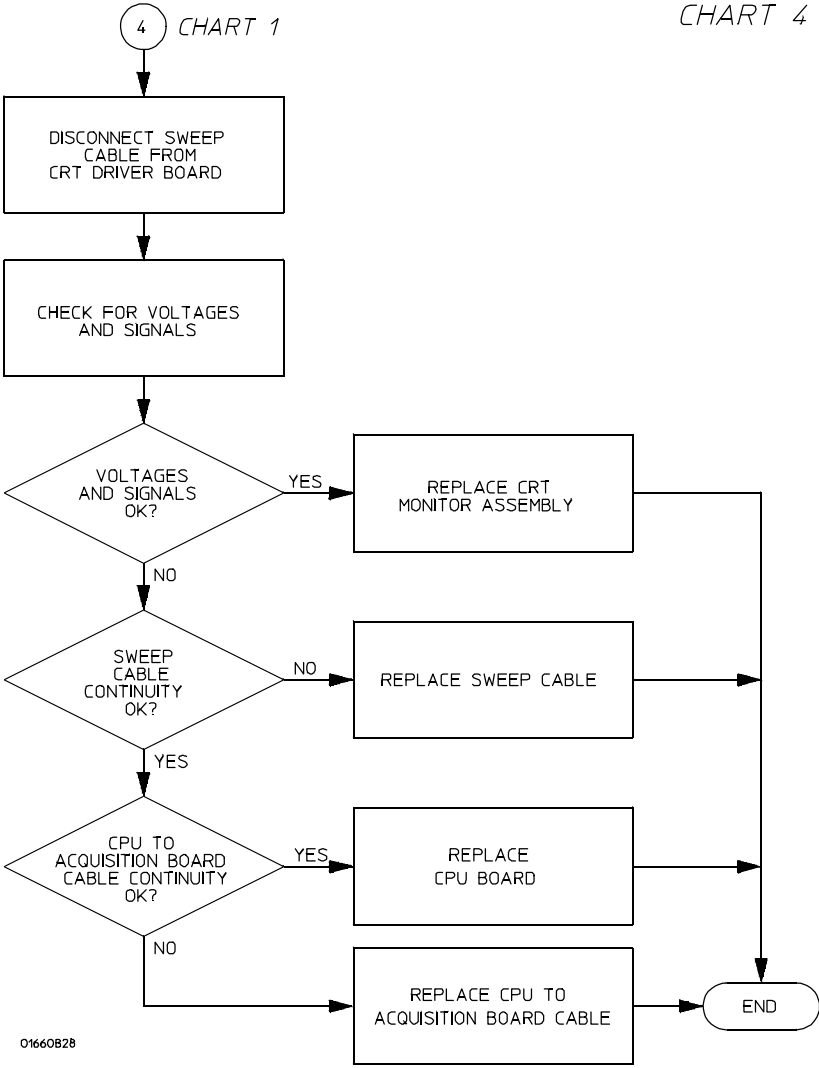 4
CHART 1
CHART 4
DISCONNECT SWEEP
CABLE FROM
CRT DRIVER BOARD
CHECK FOR VOLTAGES
AND SIGNALS
VOLTAGES
AND SIGNALS
OK?
YES
REPLACE CRT
MONITOR ASSEMBLY
NO
SWEEP
CABLE
CONTINUITY
OK?
NO
REPLACE SWEEP CABLE
YES
CPU TO
ACQUISITION BOARD
CABLE CONTINUITY
OK?
YES
REPLACE
CPU BOARD
NO
REPLACE CPU TO
ACQUISITION BOARD CABLE
END
01660B28